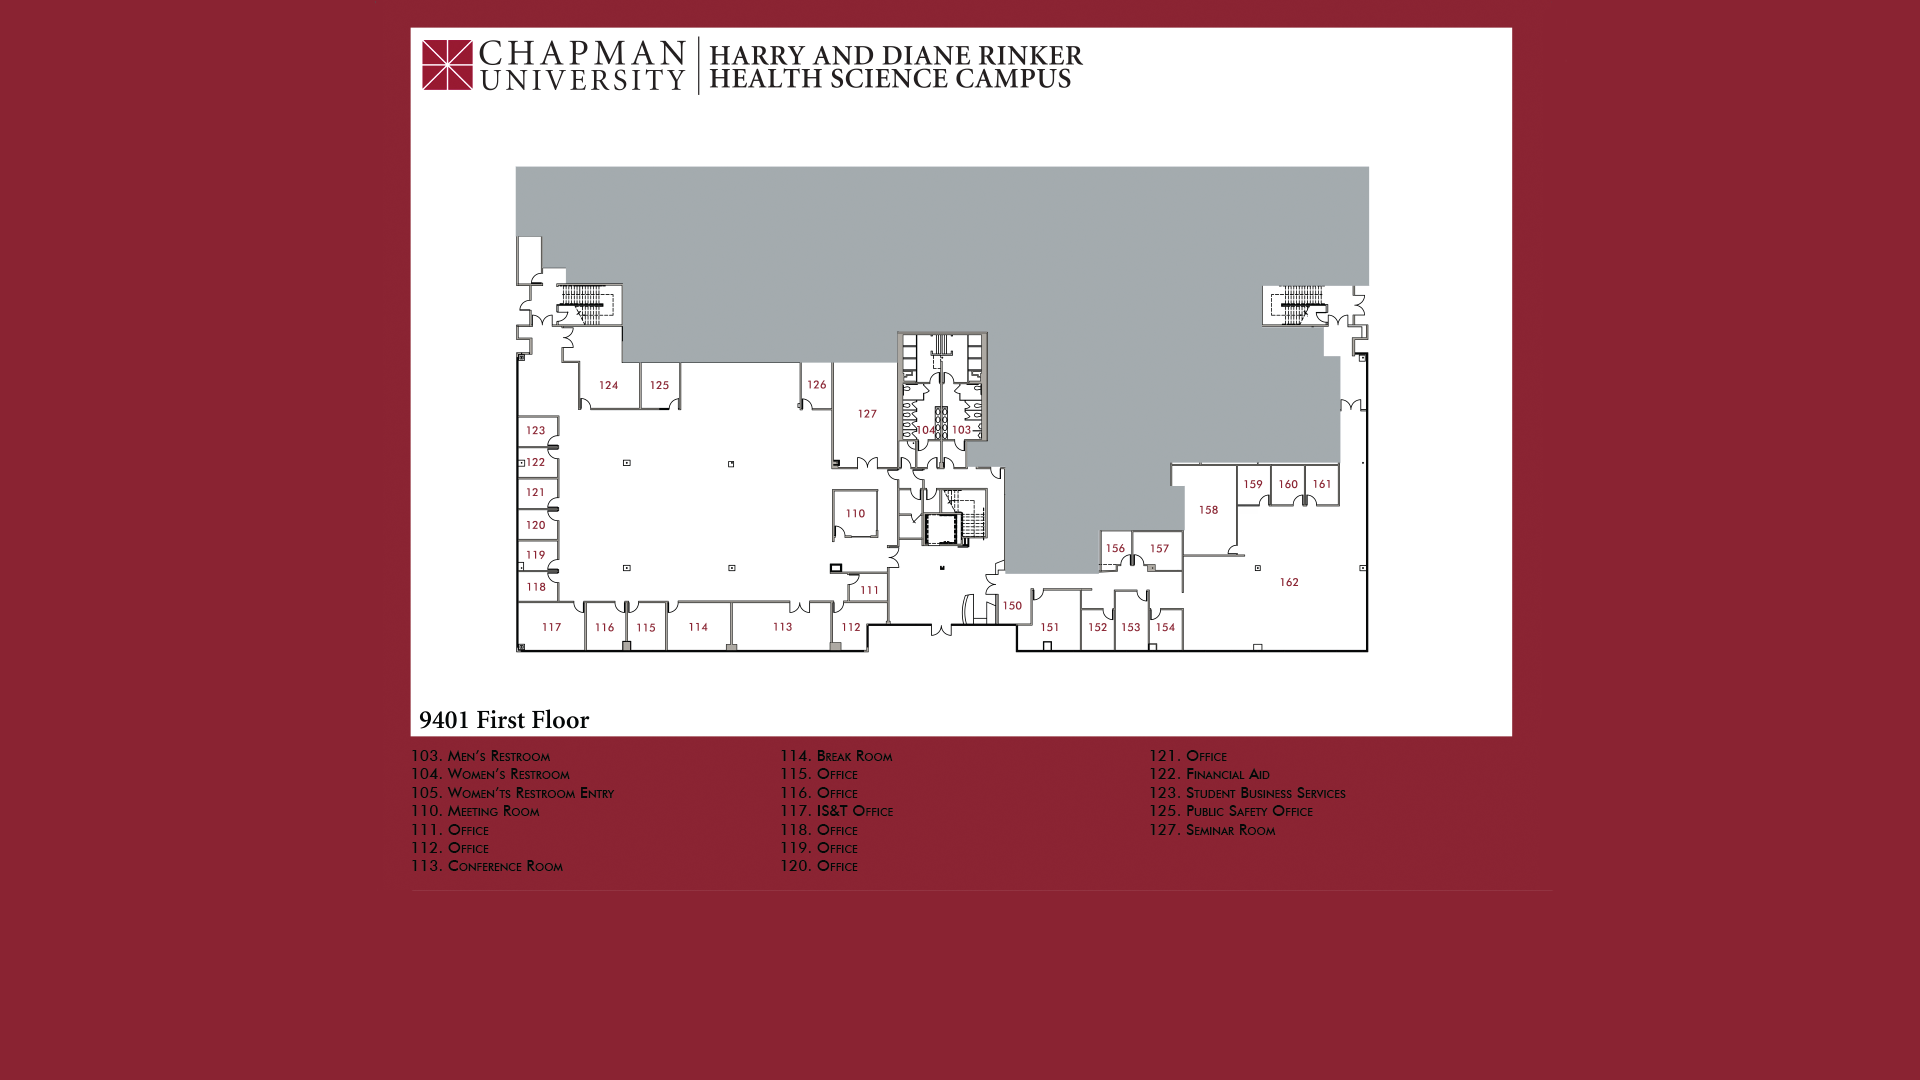 CHAPMAN
UNIVERSITY
HARRY AND DIANE RINKER
HEALTH SCIENCE CAMPUS
124
125
126
127
104
103
123
122
121
120
119
118
110
111
117
116
115
114
113
112
150
151
152
153
154
156
157
158
159
160
161
162
9401 First Floor
103. Men's Restroom
104. Women's Restroom
105. Women'ts Restroom Entry
110. Meeting Room
111. Office
112. Office
113. Conference Room
114. Break Room
115. Office
116. Office
117. IS&T Office
118. Office
119. Office
120. Office
121. Office
122. Financial Aid
123. Student Business Services
125. Public Safety Office
127. Seminar Room